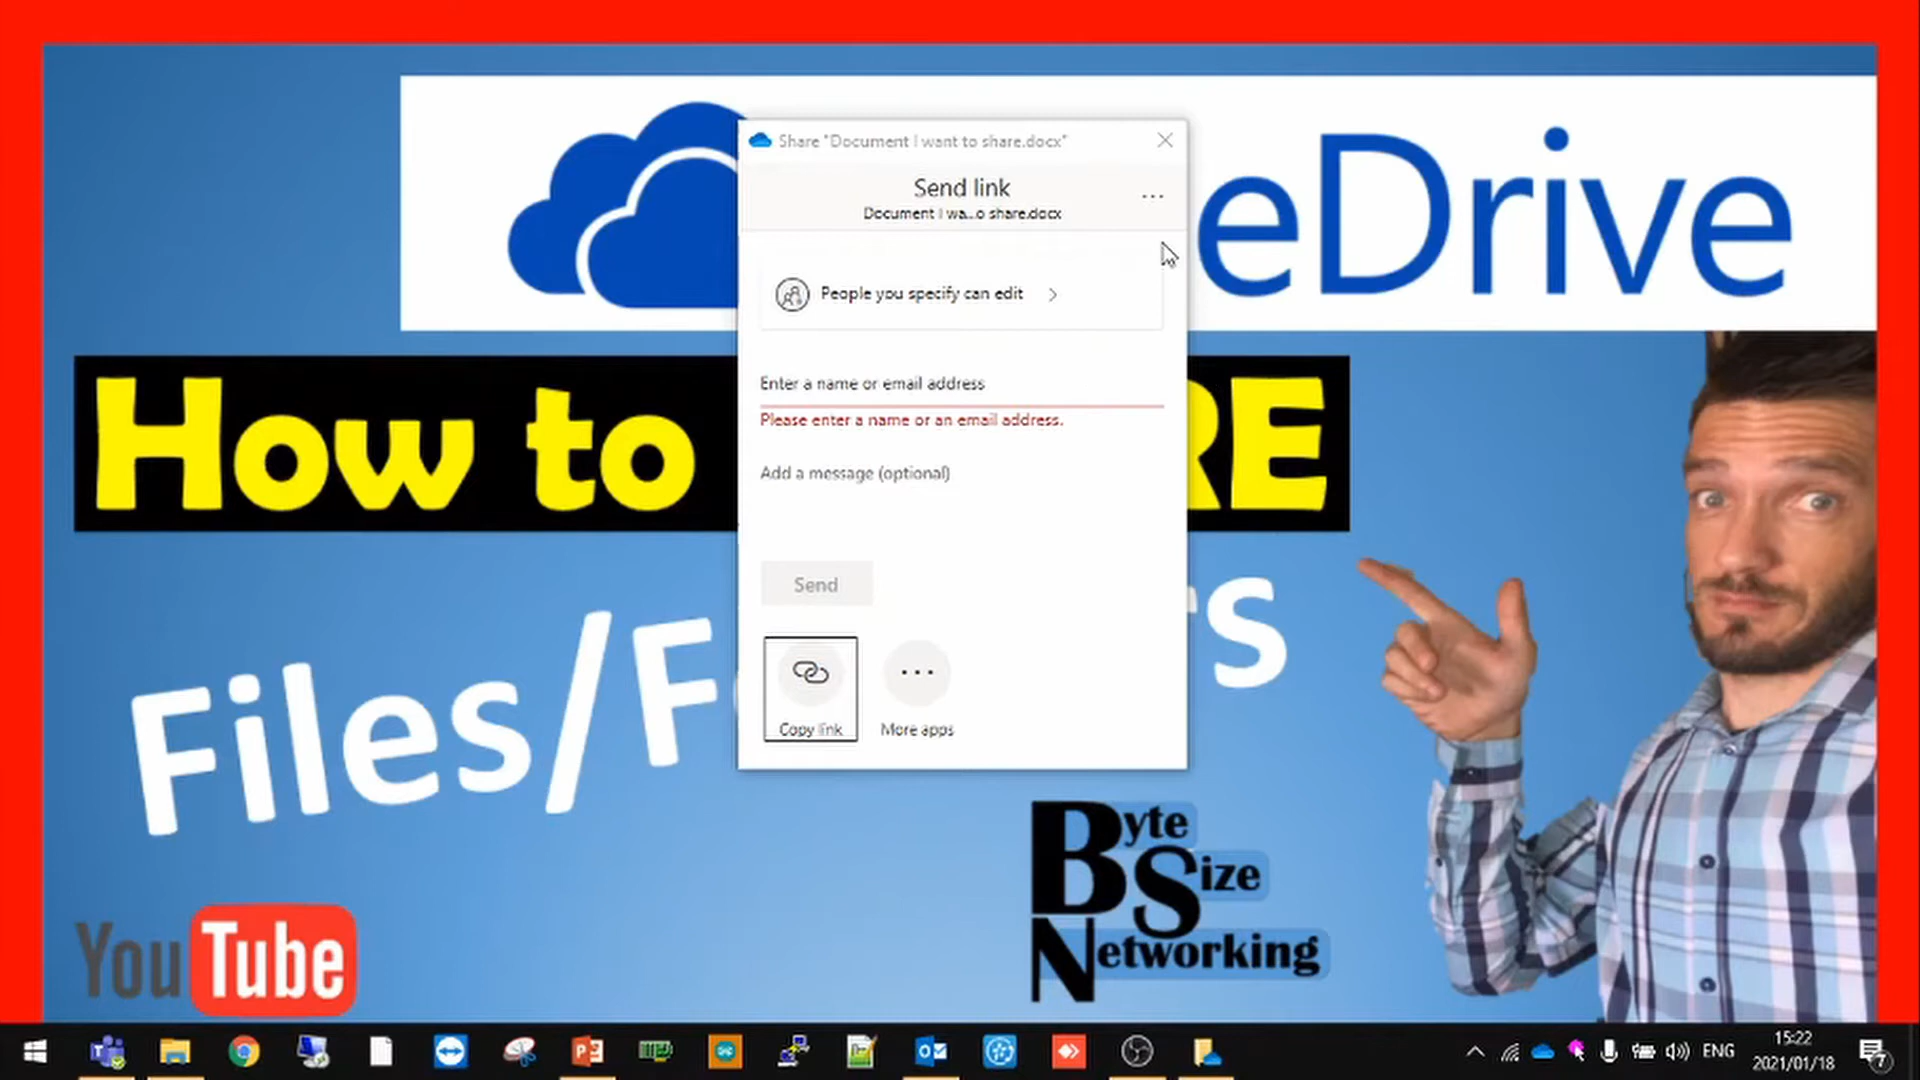 Share "Document I want to share.docx"
Send link
Document I wa...o share.docx
eDrive
People you specify can edit
Enter a name or email address
Please enter a name or an email address.
How to
RE
Add a message (optional)
Send
Files/F
rs
Copy link
More apps
Byte
Size
Networking
YouTube
ENG
15:22
2021/01/18
7